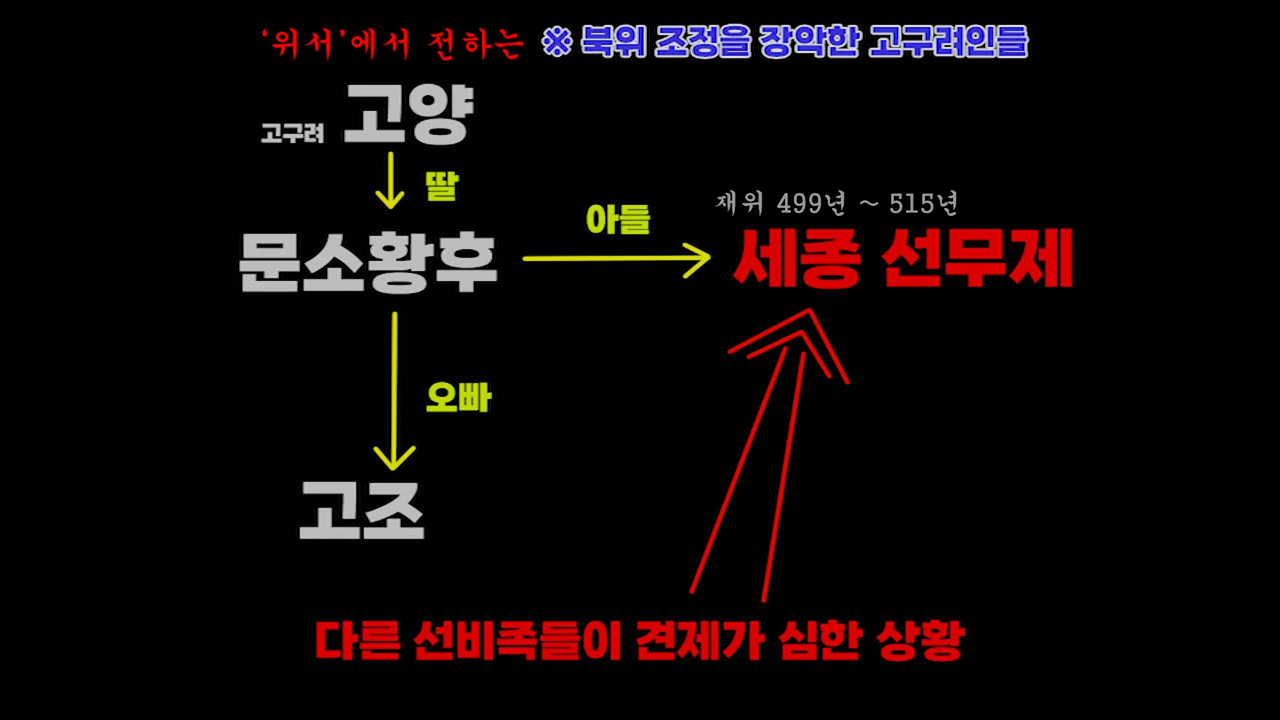 ‘위서’에서 전하는 ※ 북위 조정을 장악한 고구려인들
고구려 고양
딸
재위 499년 ~ 515년
아들
문소황후
세종 선무제
오빠
고조
다른 선비족들이 견제가 심한 상황